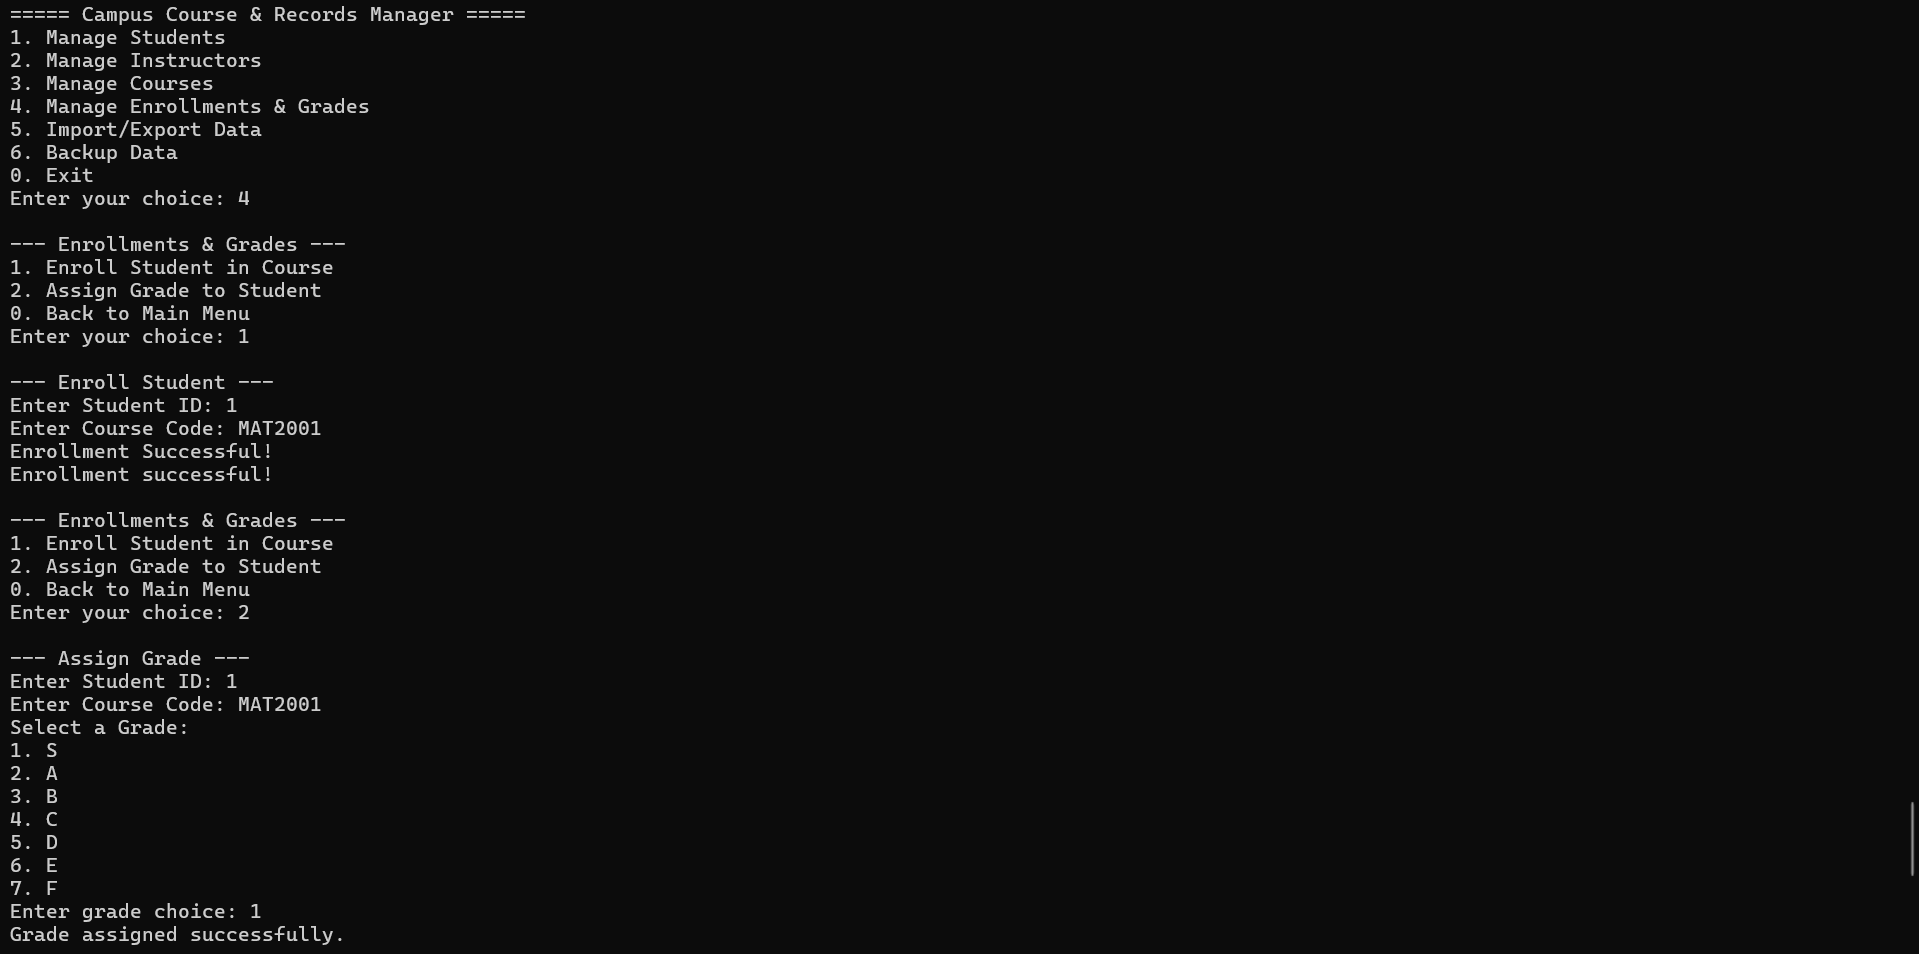 ===== Campus Course & Records Manager =====
1. Manage Students
2. Manage Instructors
3. Manage Courses
4. Manage Enrollments & Grades
5. Import/Export Data
6. Backup Data
0. Exit
Enter your choice: 4

--- Enrollments & Grades ---
1. Enroll Student in Course
2. Assign Grade to Student
0. Back to Main Menu
Enter your choice: 1

--- Enroll Student ---
Enter Student ID: 1
Enter Course Code: MAT2001
Enrollment Successful!
Enrollment successful!

--- Enrollments & Grades ---
1. Enroll Student in Course
2. Assign Grade to Student
0. Back to Main Menu
Enter your choice: 2

--- Assign Grade ---
Enter Student ID: 1
Enter Course Code: MAT2001
Select a Grade:
1. S
2. A
3. B
4. C
5. D
6. E
7. F
Enter grade choice: 1
Grade assigned successfully.